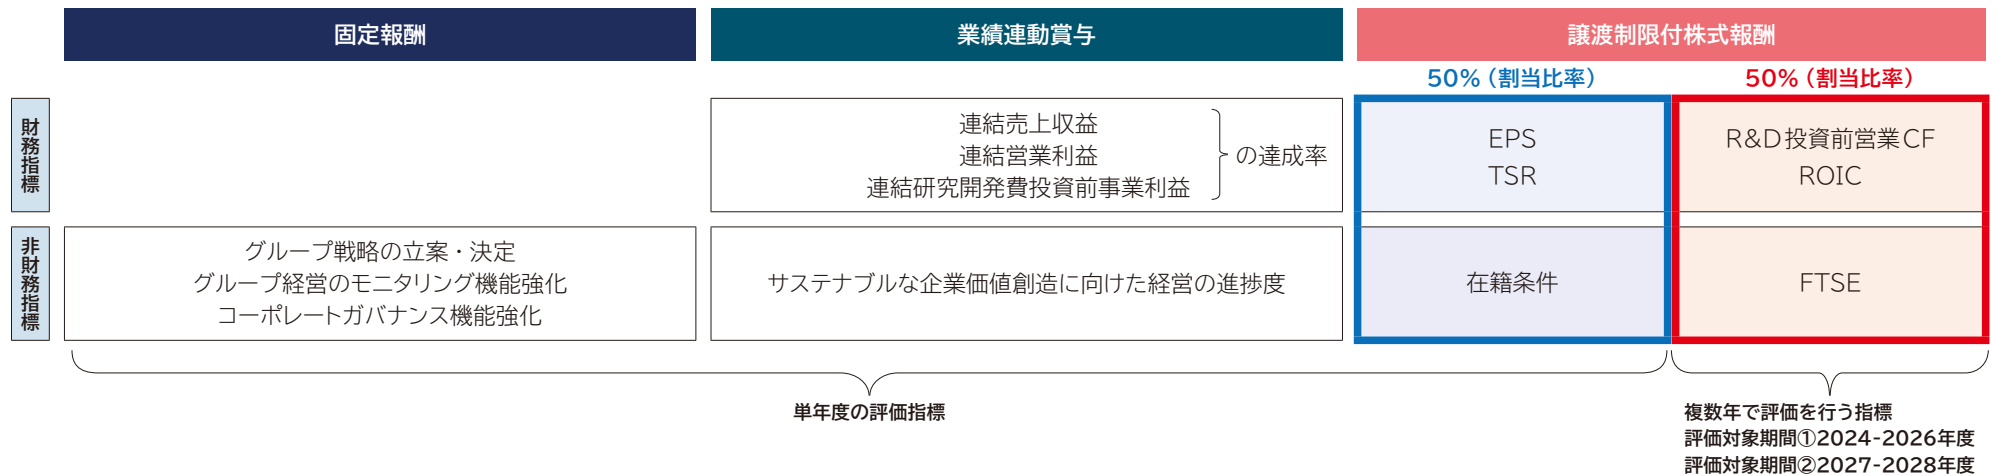 固定報酬
業績連動賞与
譲渡制限付株式報酬
50%（割当比率）
50%（割当比率）
財務指標
連結売上収益
連結営業利益
連結研究開発費投資前事業利益
の達成率
EPS
TSR
R&D投資前営業CF
ROIC
非財務指標
グループ戦略の立案・決定
グループ経営のモニタリング機能強化
コーポレートガバナンス機能強化
サステナブルな企業価値創造に向けた経営の進捗度
在籍条件
FTSE
単年度の評価指標
複数年で評価を行う指標
評価対象期間①2024-2026年度
評価対象期間②2027-2028年度